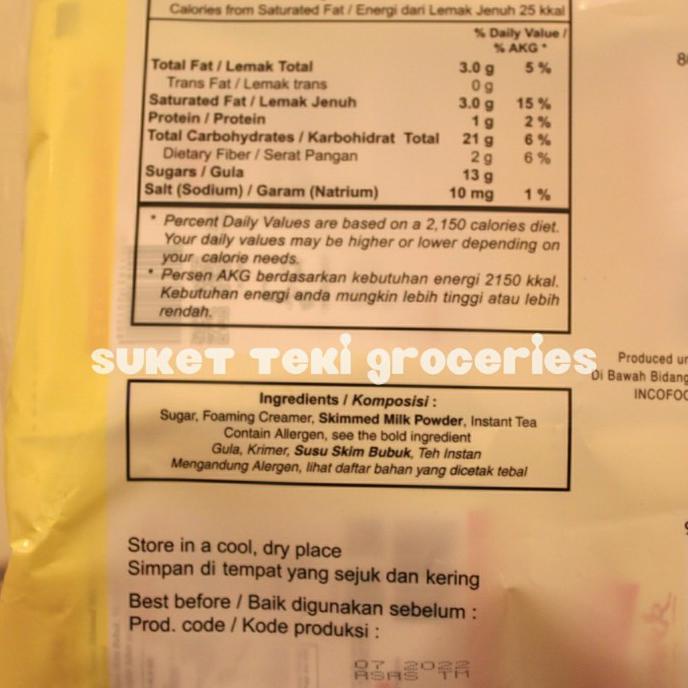 Calories from Saturated Fat / Energi dari Lemak Jenuh 25 kkal
% Daily Value /
% AKG *
Total Fat / Lemak Total 3.0 g 5 %
Trans Fat / Lemak trans 0 g
Saturated Fat / Lemak Jenuh 3.0 g 15 %
Protein / Protein 1 g 2 %
Total Carbohydrates / Karbohidrat Total 21 g 6 %
Dietary Fiber / Serat Pangan 2 g 6 %
Sugars / Gula 13 g
Salt (Sodium) / Garam (Natrium) 10 mg 1 %
* Percent Daily Values are based on a 2,150 calories diet.
Your daily values may be higher or lower depending on
your calorie needs.
* Persen AKG berdasarkan kebutuhan energi 2150 kkal.
Kebutuhan energi anda mungkin lebih tinggi atau lebih
rendah.
suket teki groceries
Produced un
Di Bawah Bidang
INCOFOO
Ingredients / Komposisi :
Sugar, Foaming Creamer, Skimmed Milk Powder, Instant Tea
Contain Allergen, see the bold ingredient
Gula, Krimer, Susu Skim Bubuk, Teh Instan
Mengandung Alergen, lihat daftar bahan yang dicetak tebal
Store in a cool, dry place
Simpan di tempat yang sejuk dan kering
Best before / Baik digunakan sebelum :
Prod. code / Kode produksi :
07 2022
ASAS TM